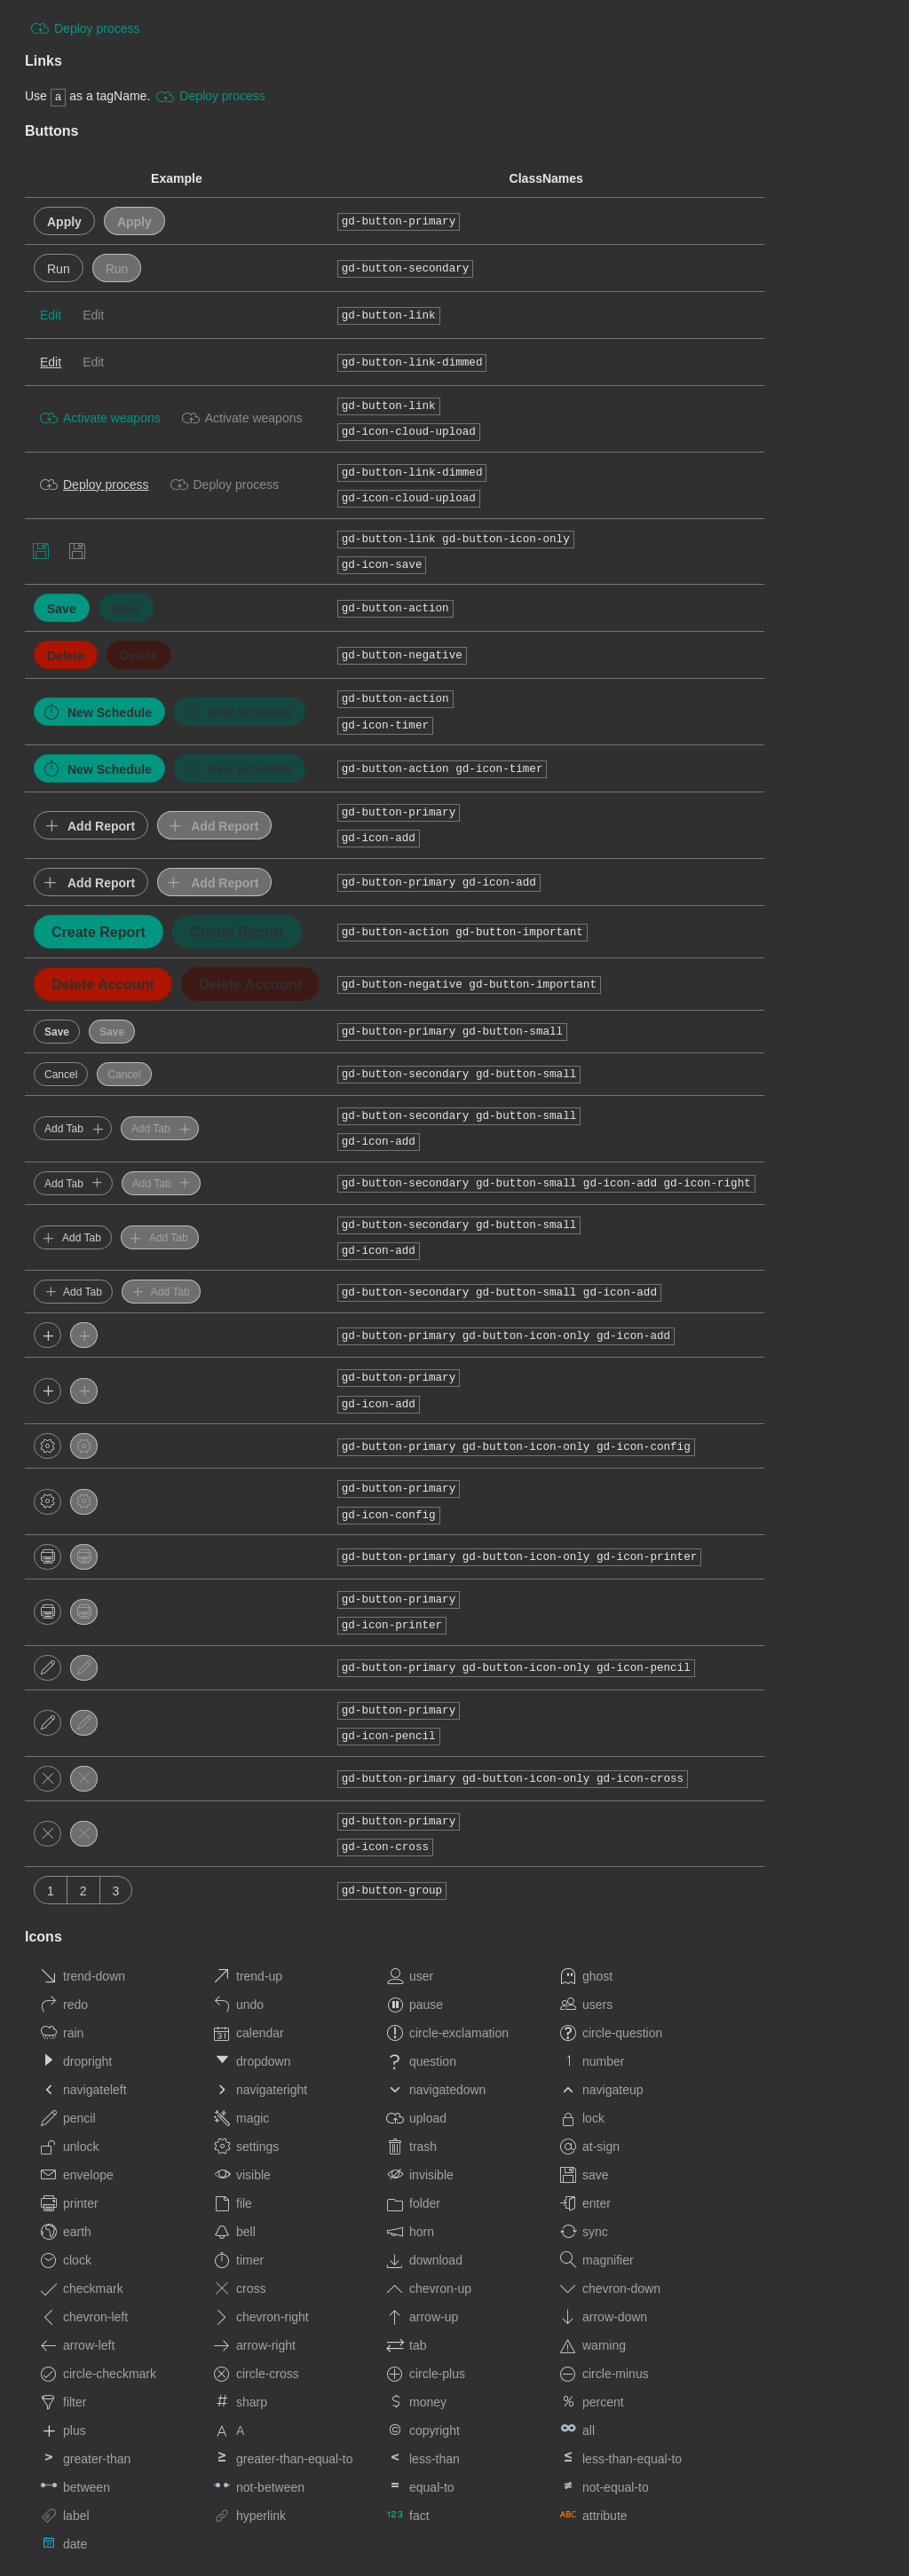 Deploy process
Links
Use a as a tagName. Deploy process
Buttons
Example ClassNames
Apply Apply gd-button-primary
Run Run gd-button-secondary
Edit Edit gd-button-link
Edit Edit gd-button-link-dimmed
Activate weapons Activate weapons gd-button-link
gd-icon-cloud-upload
Deploy process Deploy process gd-button-link-dimmed
gd-icon-cloud-upload
gd-button-link gd-button-icon-only
gd-icon-save
Save Save gd-button-action
Delete Delete gd-button-negative
New Schedule New Schedule gd-button-action
gd-icon-timer
New Schedule New Schedule gd-button-action gd-icon-timer
Add Report Add Report gd-button-primary
gd-icon-add
Add Report Add Report gd-button-primary gd-icon-add
Create Report Create Report gd-button-action gd-button-important
Delete Account Delete Account gd-button-negative gd-button-important
Save Save gd-button-primary gd-button-small
Cancel Cancel gd-button-secondary gd-button-small
Add Tab Add Tab gd-button-secondary gd-button-small
gd-icon-add
Add Tab Add Tab gd-button-secondary gd-button-small gd-icon-add gd-icon-right
Add Tab Add Tab gd-button-secondary gd-button-small
gd-icon-add
Add Tab Add Tab gd-button-secondary gd-button-small gd-icon-add
gd-button-primary gd-button-icon-only gd-icon-add
gd-button-primary
gd-icon-add
gd-button-primary gd-button-icon-only gd-icon-config
gd-button-primary
gd-icon-config
gd-button-primary gd-button-icon-only gd-icon-printer
gd-button-primary
gd-icon-printer
gd-button-primary gd-button-icon-only gd-icon-pencil
gd-button-primary
gd-icon-pencil
gd-button-primary gd-button-icon-only gd-icon-cross
gd-button-primary
gd-icon-cross
1 2 3 gd-button-group
Icons
trend-down trend-up user ghost
redo undo pause users
rain calendar circle-exclamation circle-question
dropright dropdown question number
navigateleft navigateright navigatedown navigateup
pencil magic upload lock
unlock settings trash at-sign
envelope visible invisible save
printer file folder enter
earth bell horn sync
clock timer download magnifier
checkmark cross chevron-up chevron-down
chevron-left chevron-right arrow-up arrow-down
arrow-left arrow-right tab warning
circle-checkmark circle-cross circle-plus circle-minus
filter sharp money percent
plus A copyright all
greater-than greater-than-equal-to less-than less-than-equal-to
between not-between equal-to not-equal-to
label hyperlink 123 fact ABC attribute
date